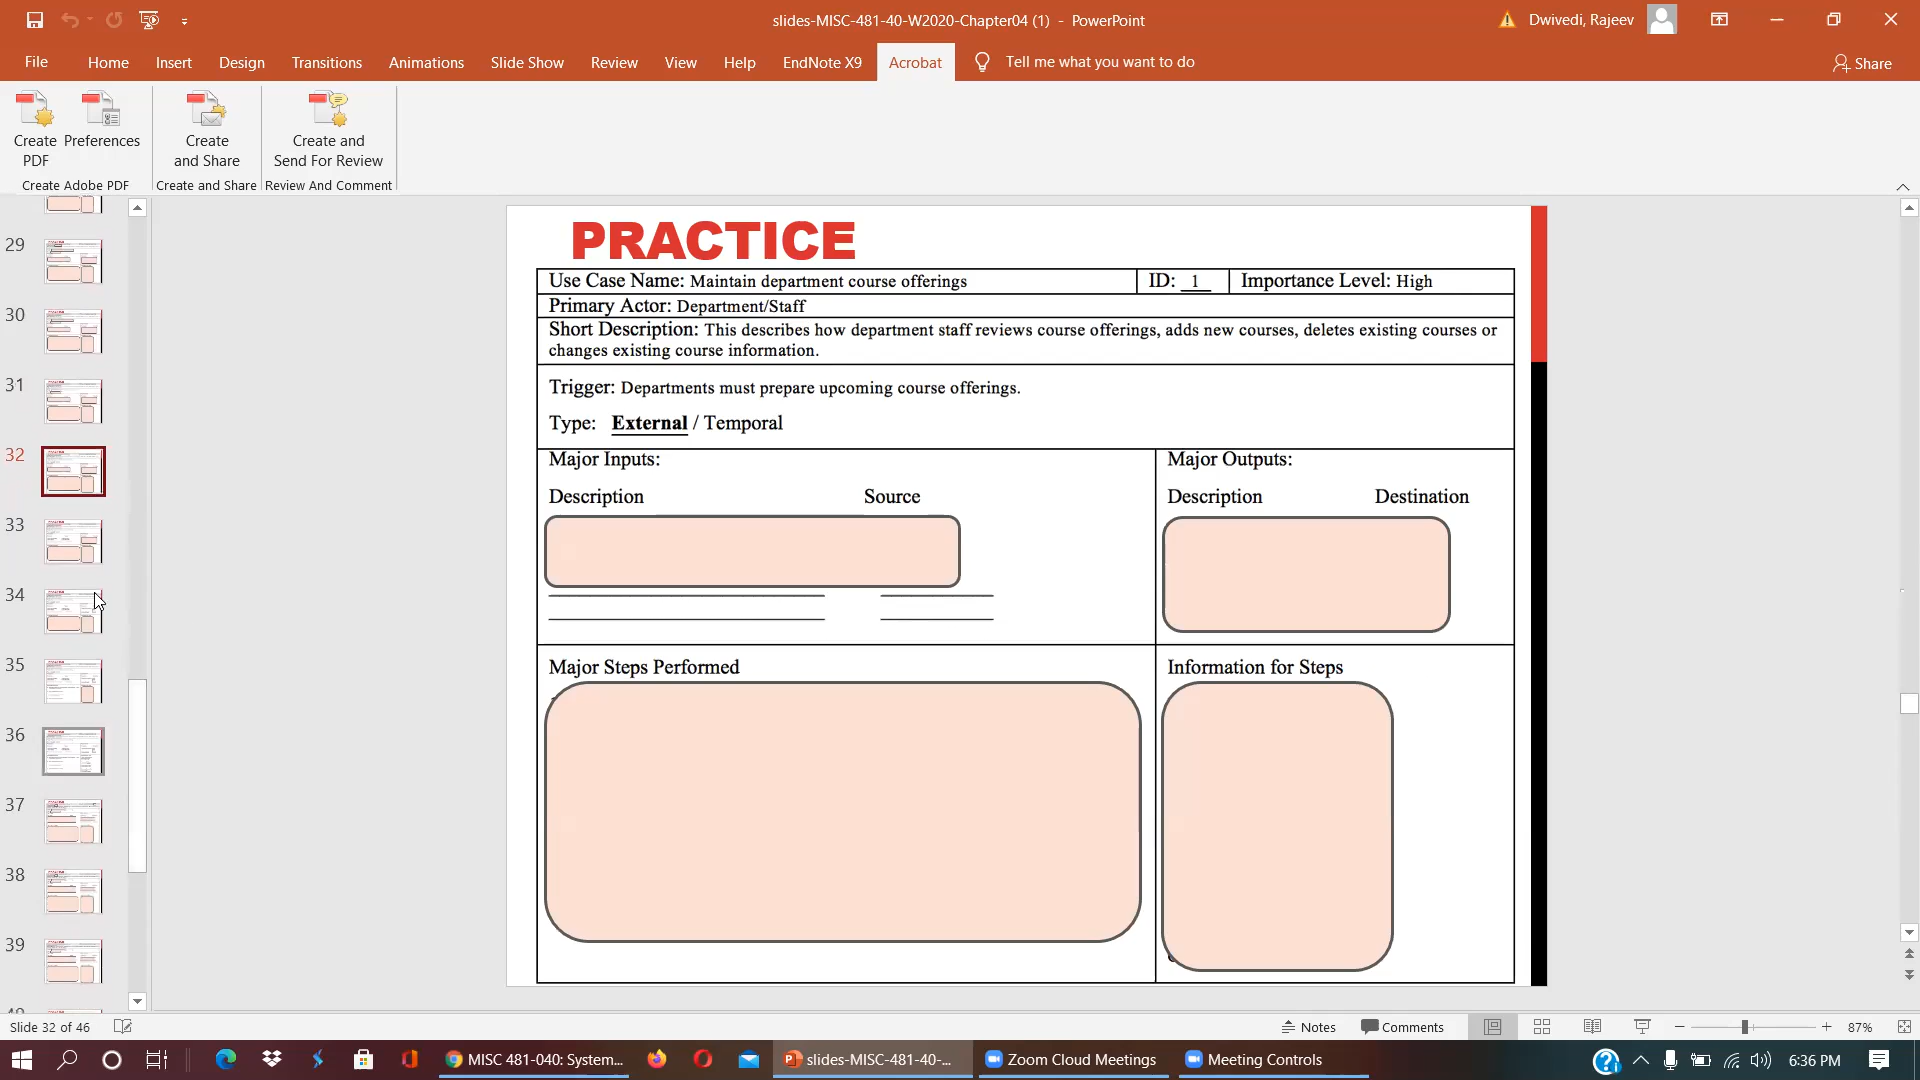 slides-MISC-481-40-W2020-Chapter04 (1) - PowerPoint
Dwivedi, Rajeev
File Home Insert Design Transitions Animations Slide Show Review View Help EndNote X9 Acrobat Tell me what you want to do Share
Create PDF
Preferences
Create and Share
Create and Send For Review
Create Adobe PDF
Create and Share
Review And Comment
29
30
31
32
33
34
35
36
37
38
39
PRACTICE
Use Case Name: Maintain department course offerings ID: 1 Importance Level: High
Primary Actor: Department/Staff
Short Description: This describes how department staff reviews course offerings, adds new courses, deletes existing courses or
changes existing course information.
Trigger: Departments must prepare upcoming course offerings.
Type: External / Temporal
Major Inputs:
Description Source
Major Outputs:
Description Destination
Major Steps Performed
Information for Steps
Slide 32 of 46
Notes Comments 87%
MISC 481-040: System...
slides-MISC-481-40-...
Zoom Cloud Meetings
Meeting Controls
6:36 PM